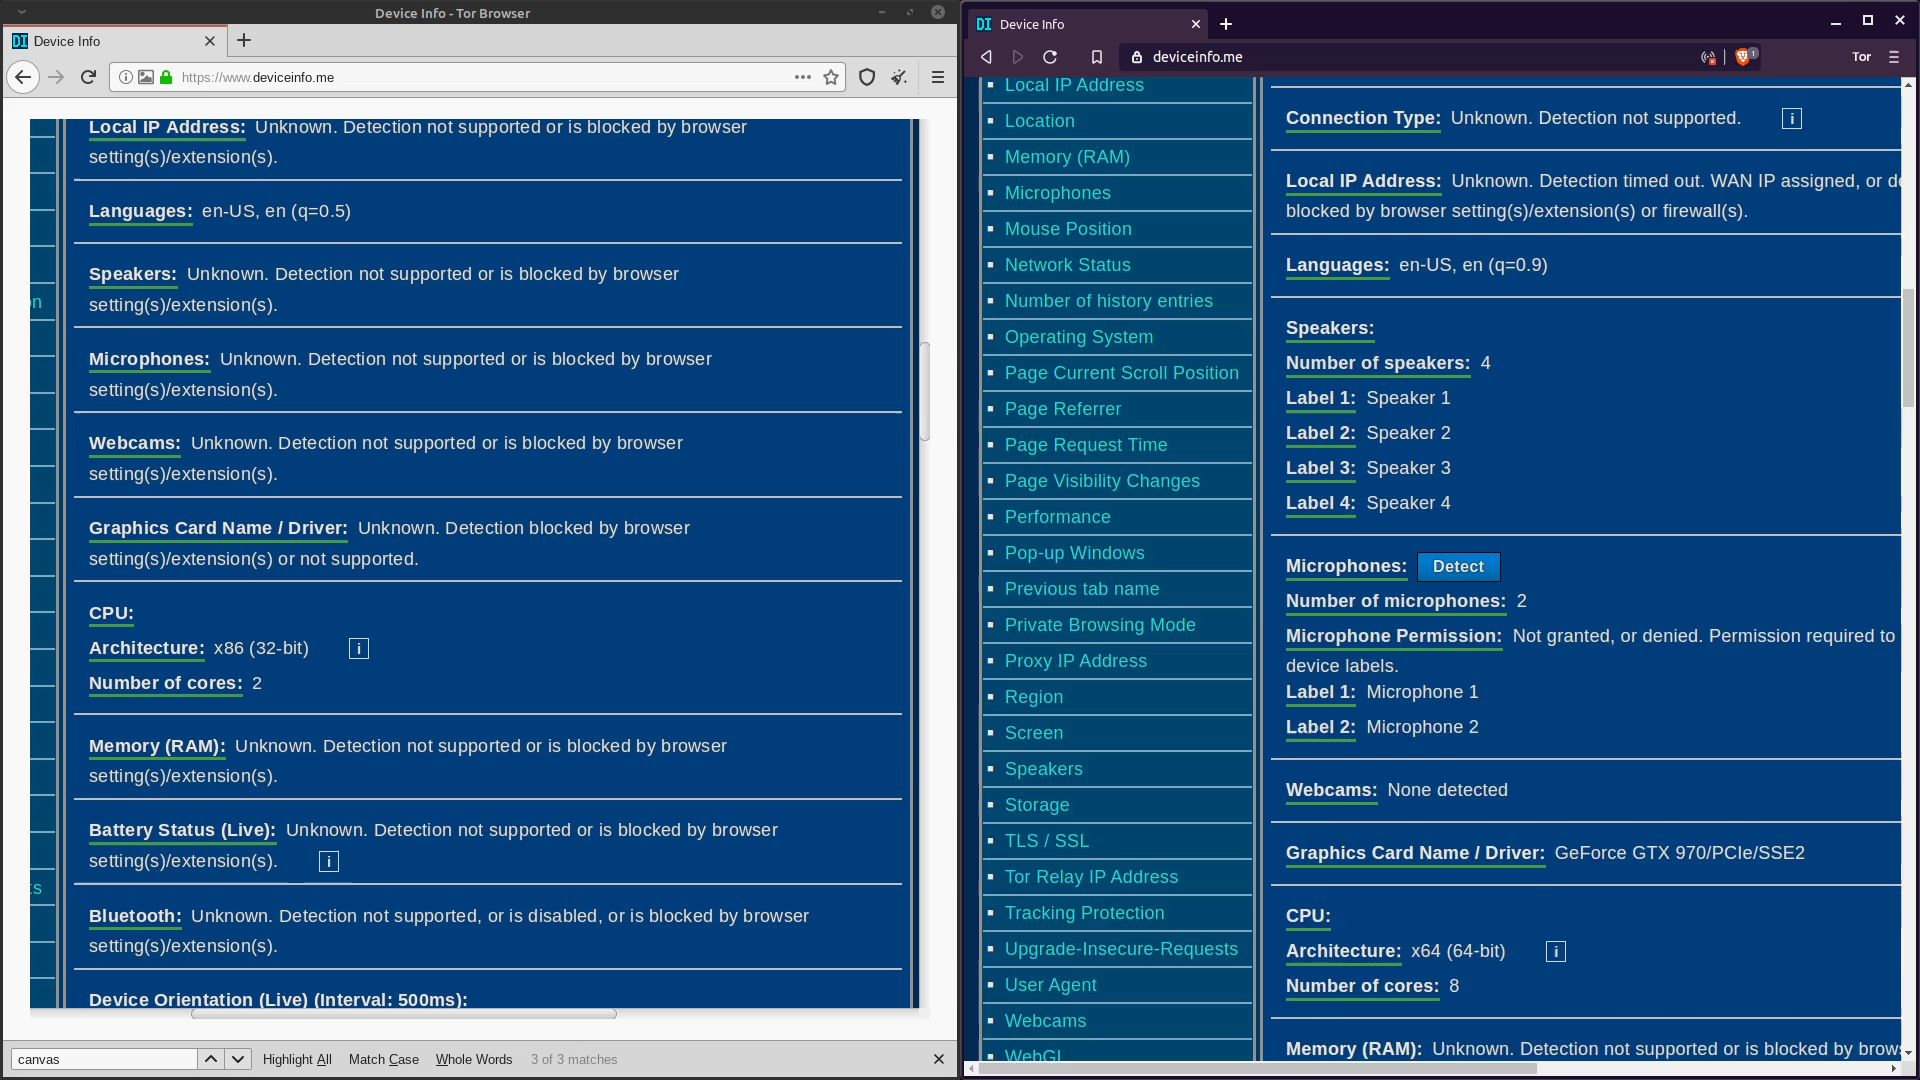 Device Info - Tor Browser
DI Device Info
https://www.deviceinfo.me
Local IP Address: Unknown. Detection not supported or is blocked by browser
setting(s)/extension(s).
Languages: en-US, en (q=0.5)
Speakers: Unknown. Detection not supported or is blocked by browser
setting(s)/extension(s).
on
Microphones: Unknown. Detection not supported or is blocked by browser
setting(s)/extension(s).
Webcams: Unknown. Detection not supported or is blocked by browser
setting(s)/extension(s).
Graphics Card Name / Driver: Unknown. Detection blocked by browser
setting(s)/extension(s) or not supported.
CPU:
Architecture: x86 (32-bit) i
Number of cores: 2
Memory (RAM): Unknown. Detection not supported or is blocked by browser
setting(s)/extension(s).
Battery Status (Live): Unknown. Detection not supported or is blocked by browser
setting(s)/extension(s). i
ts
Bluetooth: Unknown. Detection not supported, or is disabled, or is blocked by browser
setting(s)/extension(s).
Device Orientation (Live) (Interval: 500ms):
canvas Highlight All Match Case Whole Words 3 of 3 matches
DI Device Info
deviceinfo.me 1 Tor
Local IP Address
Location
Memory (RAM)
Microphones
Mouse Position
Network Status
Number of history entries
Operating System
Page Current Scroll Position
Page Referrer
Page Request Time
Page Visibility Changes
Performance
Pop-up Windows
Previous tab name
Private Browsing Mode
Proxy IP Address
Region
Screen
Speakers
Storage
TLS / SSL
Tor Relay IP Address
Tracking Protection
Upgrade-Insecure-Requests
User Agent
Webcams
WebGL
Connection Type: Unknown. Detection not supported. i
Local IP Address: Unknown. Detection timed out. WAN IP assigned, or de
blocked by browser setting(s)/extension(s) or firewall(s).
Languages: en-US, en (q=0.9)
Speakers:
Number of speakers: 4
Label 1: Speaker 1
Label 2: Speaker 2
Label 3: Speaker 3
Label 4: Speaker 4
Microphones: Detect
Number of microphones: 2
Microphone Permission: Not granted, or denied. Permission required to
device labels.
Label 1: Microphone 1
Label 2: Microphone 2
Webcams: None detected
Graphics Card Name / Driver: GeForce GTX 970/PCIe/SSE2
CPU:
Architecture: x64 (64-bit) i
Number of cores: 8
Memory (RAM): Unknown. Detection not supported or is blocked by brows